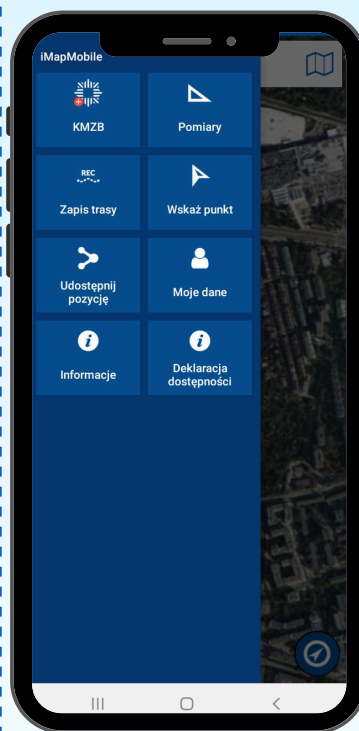 iMapMobile
KMZB
Pomiary
REC
Zapis trasy
Wskaż punkt
Udostępnij
pozycję
Moje dane
Informacje
Deklaracja
dostępności